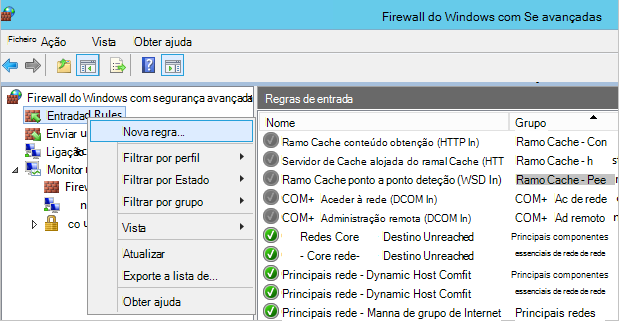 Firewall do Windows com Se avançadas
Ficheiro Ação Vista Obter ajuda
Firewall do Windows com segurança avançada
Entradad Rules
Enviar u
Ligação
Monitor
Firew
n
co u
Nova regra...
Filtrar por perfil
Filtrar por Estado
Filtrar por grupo
Vista
Atualizar
Exporte a lista de...
Obter ajuda
Regras de entrada
Nome Grupo
Ramo Cache conteúdo obtenção (HTTP In) Ramo Cache - Con
Servidor de Cache alojada do ramal Cache (HTT Ramo Cache - h s
Ramo Cache ponto a ponto deteção (WSD In) Ramo Cache - Pee
COM+ Aceder à rede (DCOM In) COM+ Ac de rede
COM+ Administração remota (DCOM In) COM+ Ad remoto
Redes Core Destino Unreached Principais componentes
- Core rede- Destino Unreached essenciais de rede de rede
Principais rede - Dynamic Host Comfit Principais componentes
Principais rede - Dynamic Host Comfit essenciais de rede de rede
Principais rede - Manna de grupo de Internet Principais redes